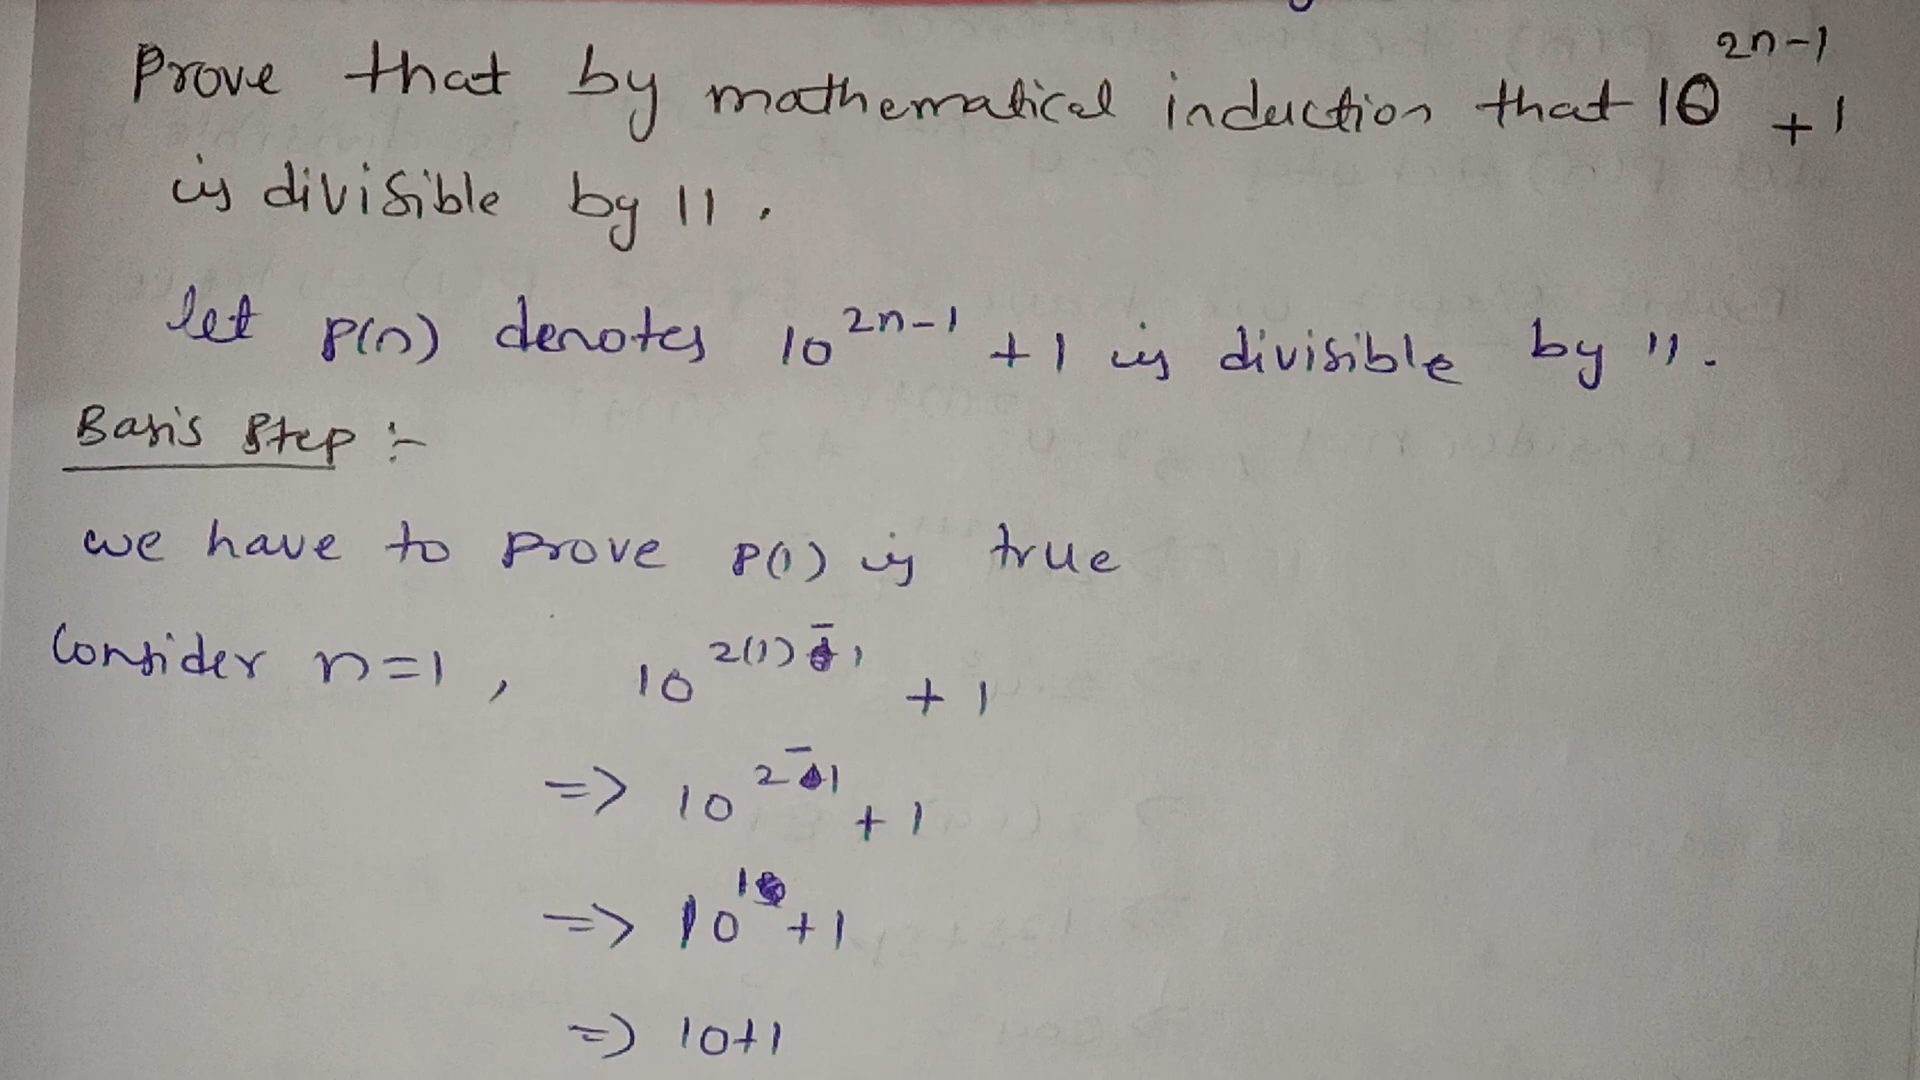 Prove that by mathematical induction that 10^{2n-1} + 1
is divisible by 11.
let P(n) denotes 10^{2n-1} + 1 is divisible by 11.
Basis Step :-
we have to prove P(1) is true
Consider n=1, 10^{2(1)-1} + 1
=> 10^{2-1} + 1
=> 10^1 + 1
=> 10+1